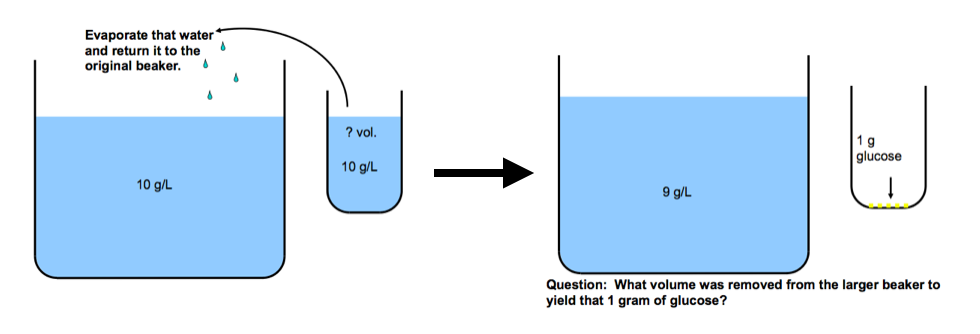 Evaporate that water
and return it to the
original beaker.
? vol.
10 g/L
10 g/L
1 g
glucose
9 g/L
Question: What volume was removed from the larger beaker to
yield that 1 gram of glucose?